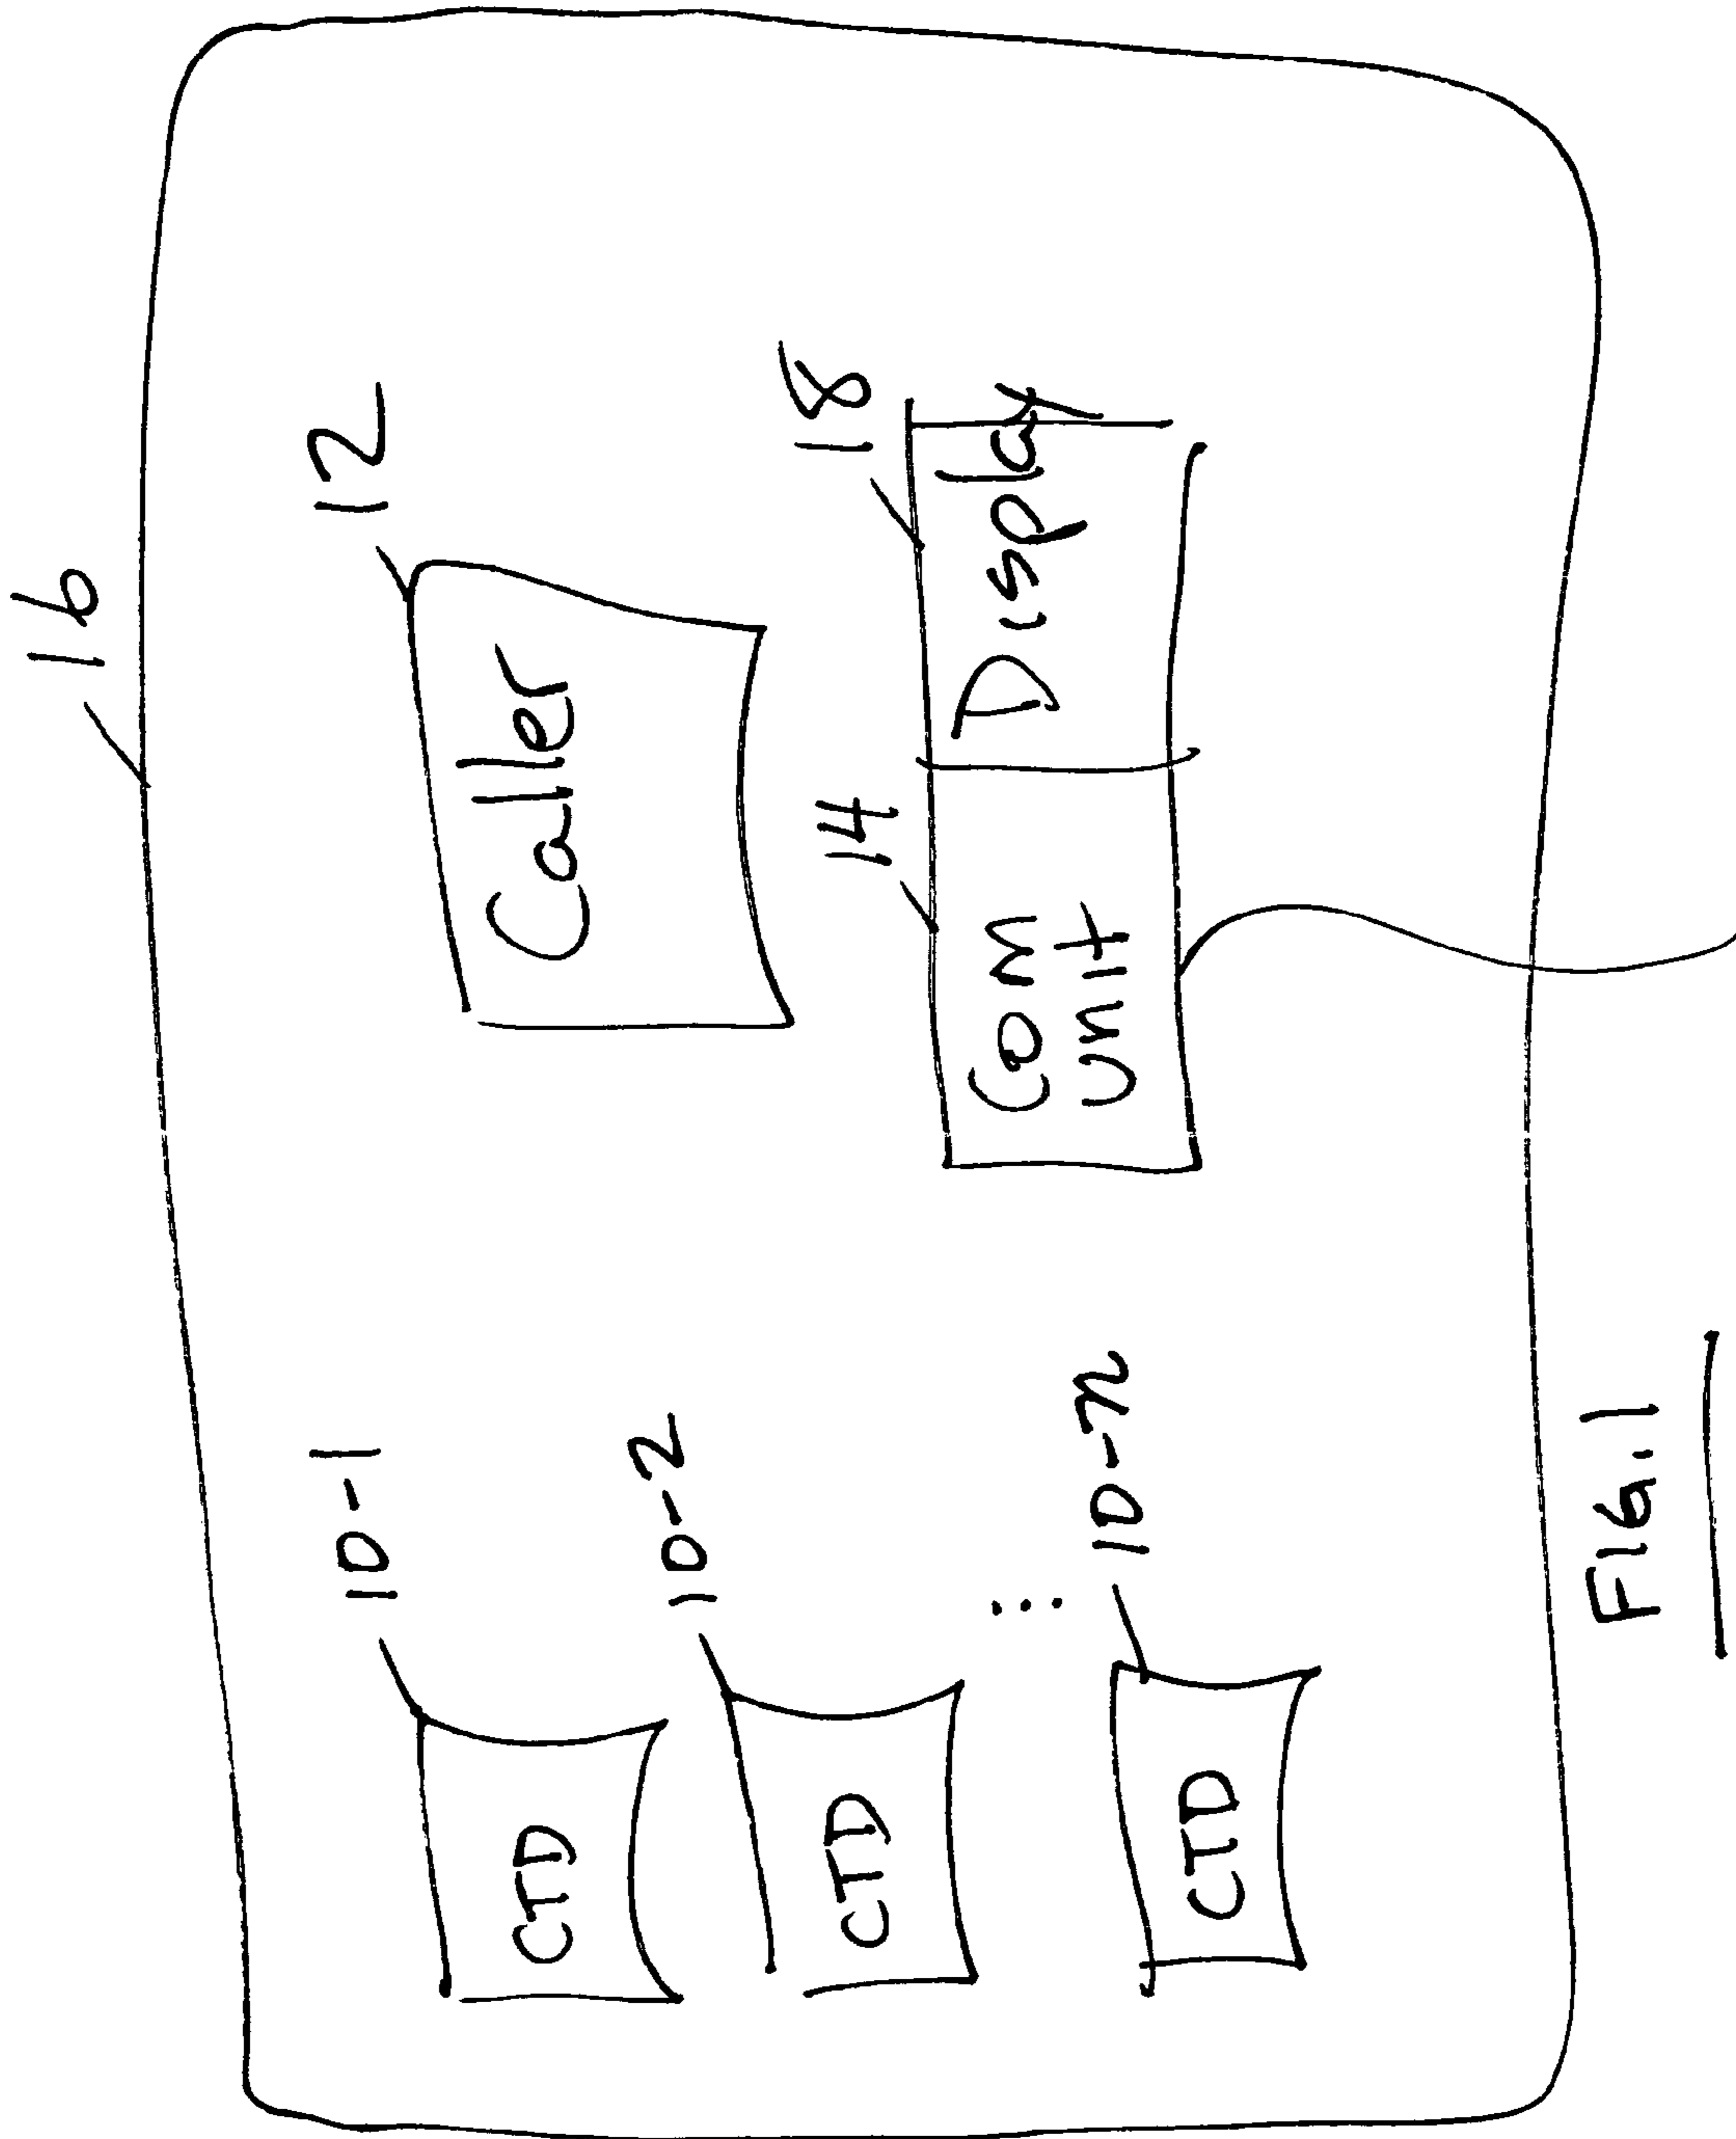 16
10-1
12
CTD
Caller
10-2
CTD
14
18
Com
unit
Display
...
10-n
CTD
FIG. 1